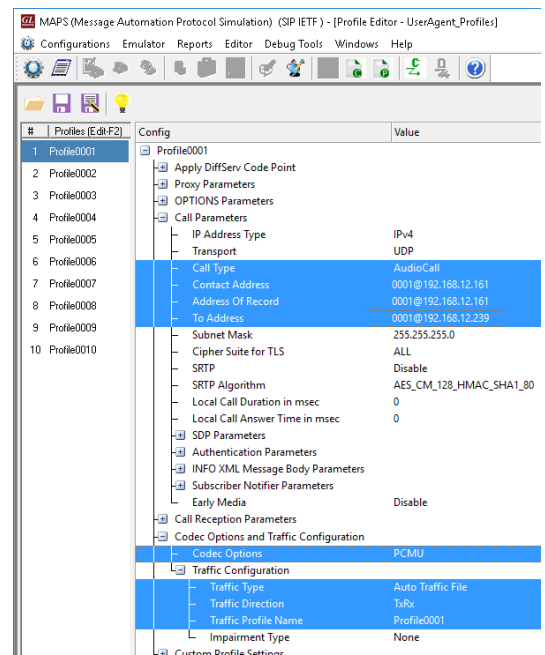 GL MAPS (Message Automation Protocol Simulation) (SIP IETF ) - [Profile Editor - UserAgent_Profiles]
Configurations Emulator Reports Editor Debug Tools Windows Help
# Profiles (Edit-F2) Config Value
1 Profile0001 Profile0001
2 Profile0002 Apply DiffServ Code Point
Proxy Parameters
3 Profile0003 OPTIONS Parameters
4 Profile0004 Call Parameters
5 Profile0005 IP Address Type IPv4
Transport UDP
6 Profile0006 Call Type AudioCall
7 Profile0007 Contact Address 0001@192.168.12.161
8 Profile0008 Address Of Record 0001@192.168.12.161
To Address 0001@192.168.12.239
9 Profile0009 Subnet Mask 255.255.255.0
10 Profile0010 Cipher Suite for TLS ALL
SRTP Disable
SRTP Algorithm AES_CM_128_HMAC_SHA1_80
Local Call Duration in msec 0
Local Call Answer Time in msec 0
SDP Parameters
Authentication Parameters
INFO XML Message Body Parameters
Subscriber Notifier Parameters
Early Media Disable
Call Reception Parameters
Codec Options and Traffic Configuration
Codec Options PCMU
Traffic Configuration
Traffic Type Auto Traffic File
Traffic Direction TxRx
Traffic Profile Name Profile0001
Impairment Type None
Custom Profile Settings